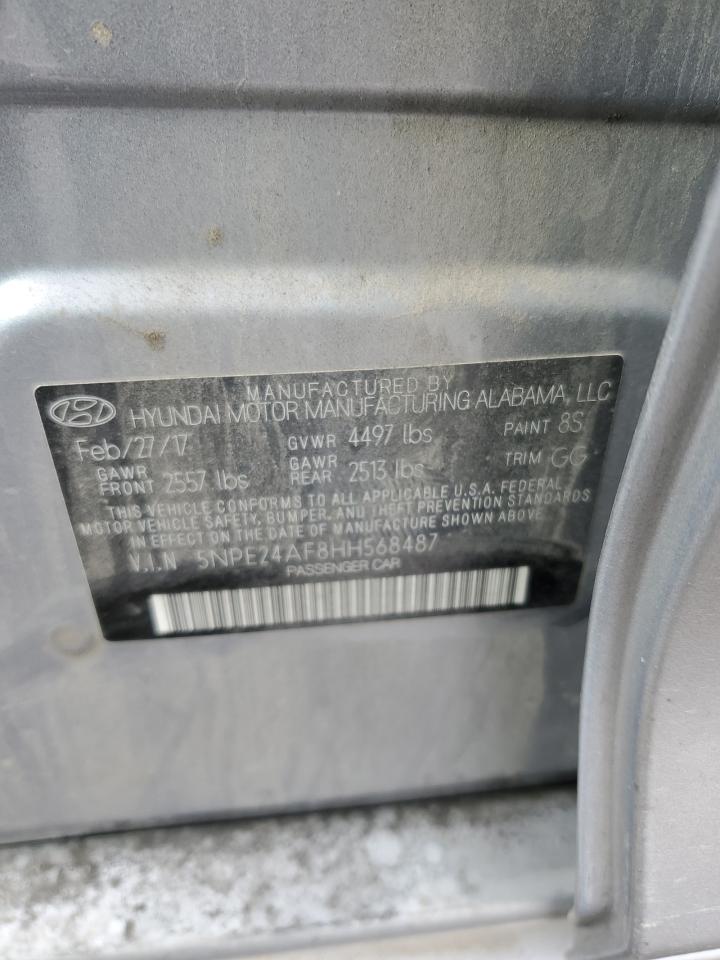 MANUFACTURED BY
HYUNDAI MOTOR MANUFACTURING ALABAMA, LLC
Feb/27/17 GVWR 4497 lbs PAINT 8S
GAWR FRONT 2557 lbs GAWR REAR 2513 lbs TRIM GG
THIS VEHICLE CONFORMS TO ALL APPLICABLE U.S.A. FEDERAL
MOTOR VEHICLE SAFETY, BUMPER, AND THEFT PREVENTION STANDARDS
IN EFFECT ON THE DATE OF MANUFACTURE SHOWN ABOVE.
V.I.N 5NPE24AF8HH568487
PASSENGER CAR